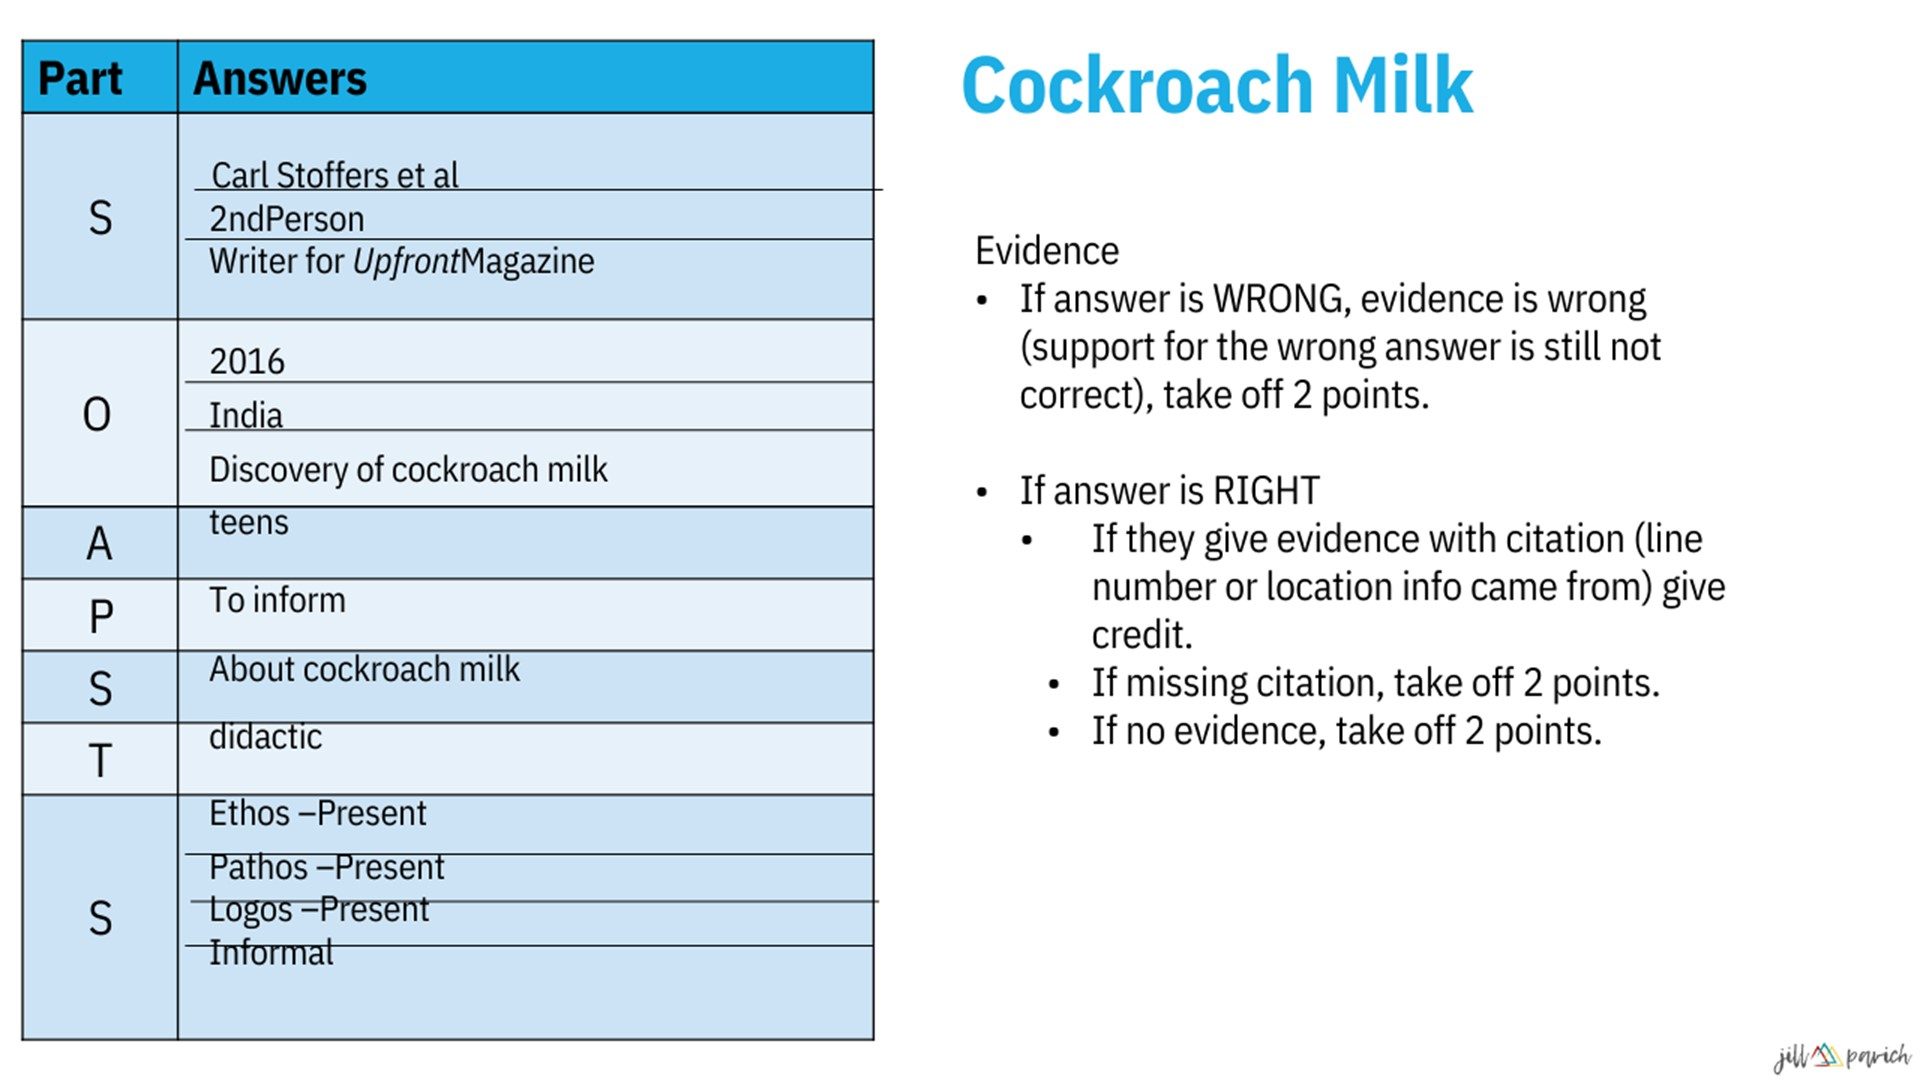 Part Answers
S
Carl Stoffers et al
2ndPerson
Writer for UpfrontMagazine
O
2016
India
Discovery of cockroach milk
A
teens
P
To inform
S
About cockroach milk
T
didactic
S
Ethos –Present
Pathos –Present
Logos –Present
Informal
Cockroach Milk
Evidence
• If answer is WRONG, evidence is wrong
(support for the wrong answer is still not
correct), take off 2 points.
• If answer is RIGHT
• If they give evidence with citation (line
number or location info came from) give
credit.
• If missing citation, take off 2 points.
• If no evidence, take off 2 points.
jill pavich